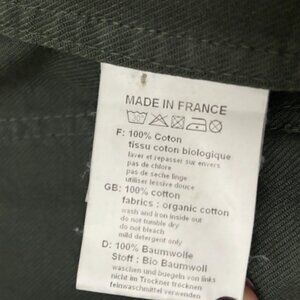 MADE IN FRANCE
F: 100% Coton
tissu coton biologique
laver et repasser sur envers
pas de chlore
pas de seche linge
utiliser lessive douce
GB: 100% cotton
fabrics : organic cotton
wash and iron inside out
do not tumble dry
do not bleach
mild detergent only
D: 100% Baumwolle
Stoff : Bio Baumwoll
waschen und buegeln von links
nicht im Trockner trocknen
feinwaschmittel verwenden